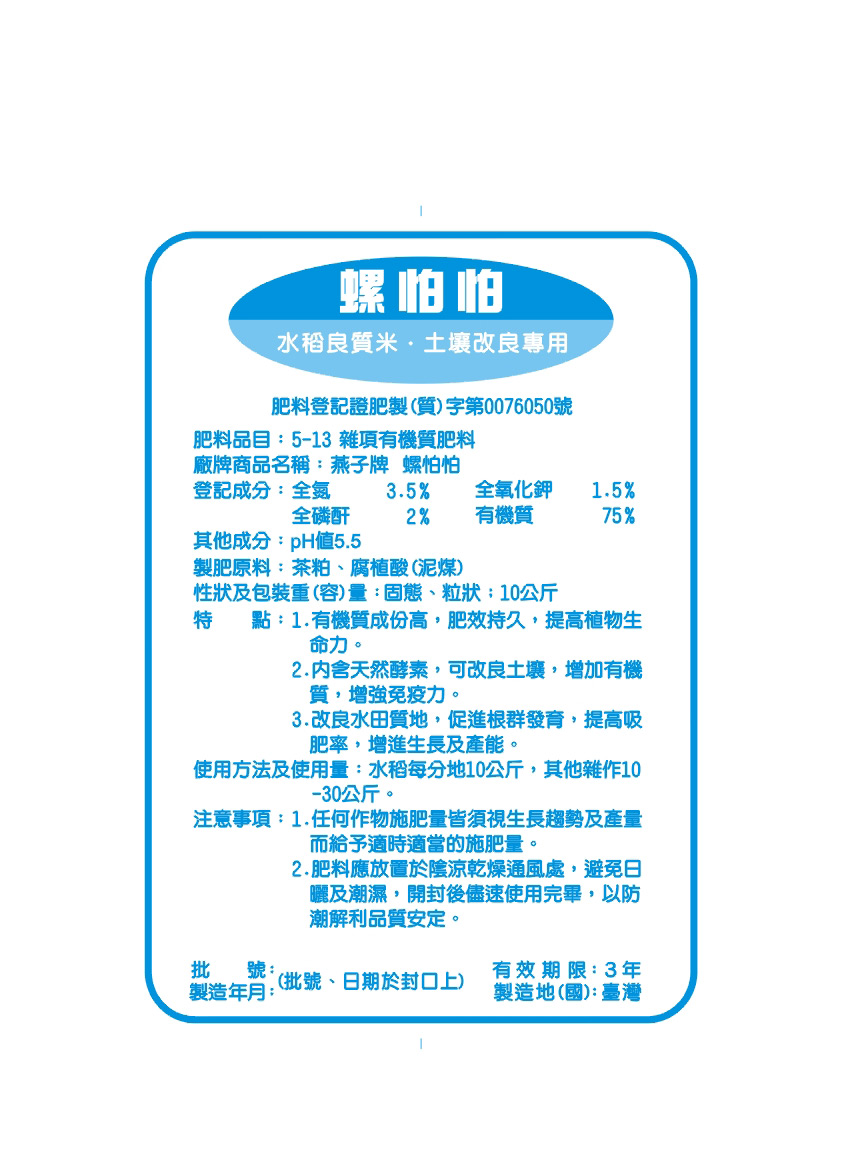 螺怕怕
水稻良質米．土壤改良專用
肥料登記證肥製(質)字第0076050號
肥料品目：5-13 雜項有機質肥料
廠牌商品名稱：燕子牌 螺怕怕
登記成分：全氮 3.5% 全氧化鉀 1.5%
全磷酐 2% 有機質 75%
其他成分：pH值5.5
製肥原料：茶粕、腐植酸(泥煤)
性狀及包裝重(容)量：固態、粒狀；10公斤
特 點：1.有機質成份高，肥效持久，提高植物生
命力。
2.內含天然酵素，可改良土壤，增加有機
質，增強免疫力。
3.改良水田質地，促進根群發育，提高吸
肥率，增進生長及產能。
使用方法及使用量：水稻每分地10公斤，其他雜作10
-30公斤。
注意事項：1.任何作物施肥量皆須視生長趨勢及產量
而給予適時適當的施肥量。
2.肥料應放置於陰涼乾燥通風處，避免日
曬及潮濕，開封後儘速使用完畢，以防
潮解利品質安定。
批 號：
製造年月：(批號、日期於封口上)
有效期限：3年
製造地(國)：臺灣